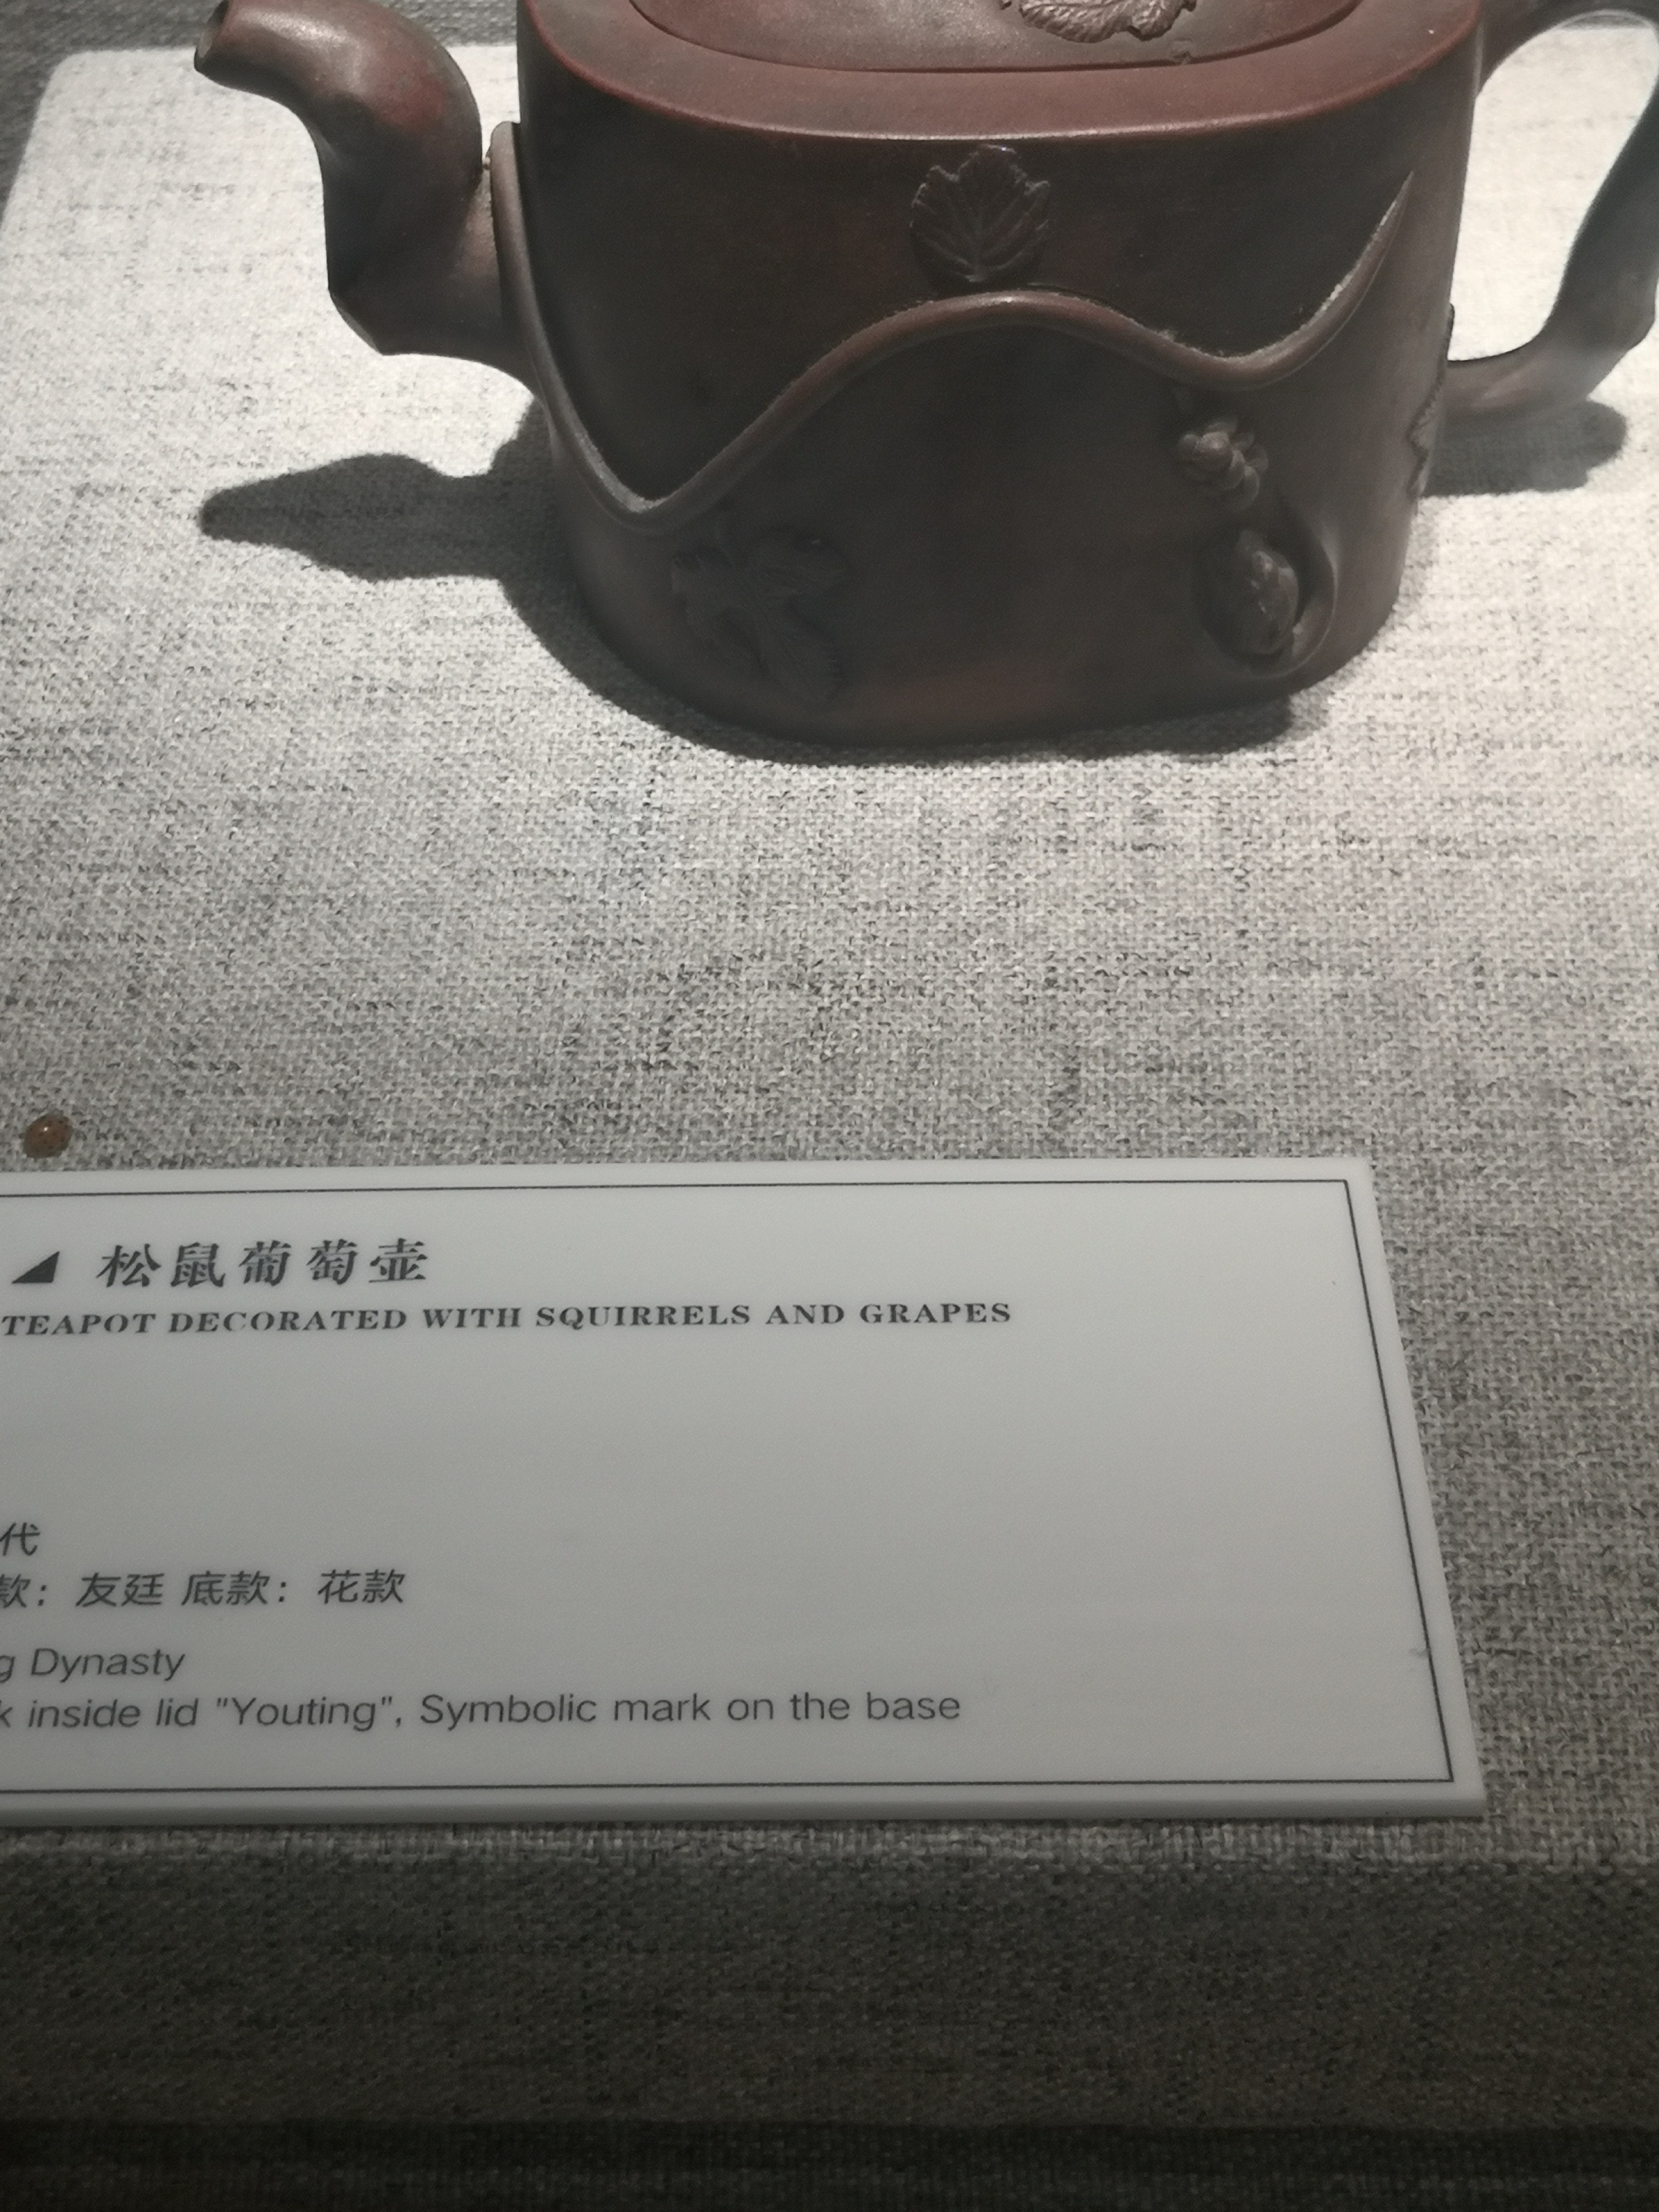 松鼠葡萄壶
TEAPOT DECORATED WITH SQUIRRELS AND GRAPES
代
款：友廷 底款：花款
g Dynasty
k inside lid "Youting", Symbolic mark on the base